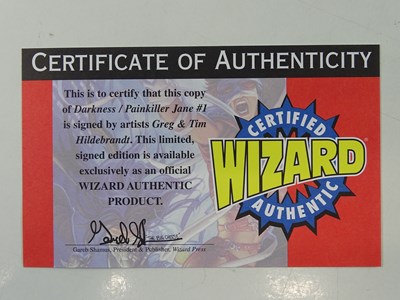 CERTIFICATE OF AUTHENTICITY
This is to certify that this copy
of Darkness / Painkiller Jane #1
is signed by artists Greg & Tim
Hildebrandt. This limited,
signed edition is available
exclusively as an official
WIZARD AUTHENTIC
PRODUCT.
Gareb Shamus, President & Publisher, Wizard Press
CERTIFIED
WIZARD
AUTHENTIC